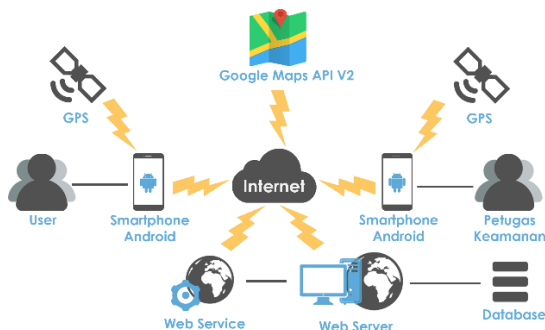 Google Maps API V2
GPS
GPS
Internet
User
Smartphone
Android
Smartphone
Android
Petugas
Keamanan
Web Service
Web Server
Database